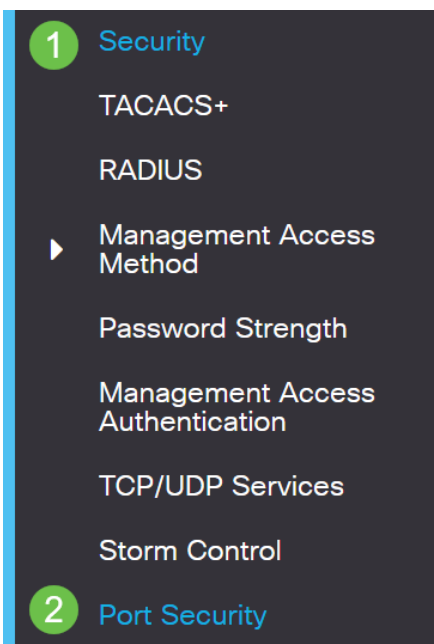 1 Security
TACACS+
RADIUS
Management Access
Method
Password Strength
Management Access
Authentication
TCP/UDP Services
Storm Control
2 Port Security